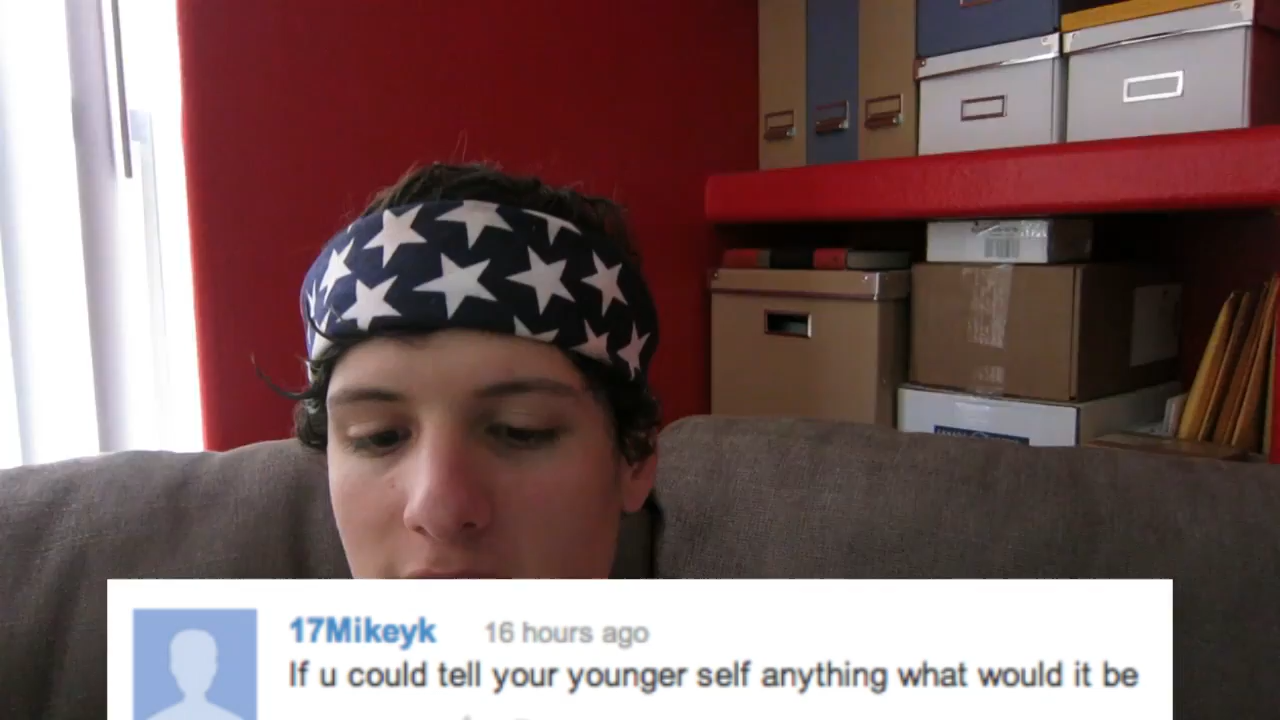 17Mikeyk 16 hours ago
If u could tell your younger self anything what would it be